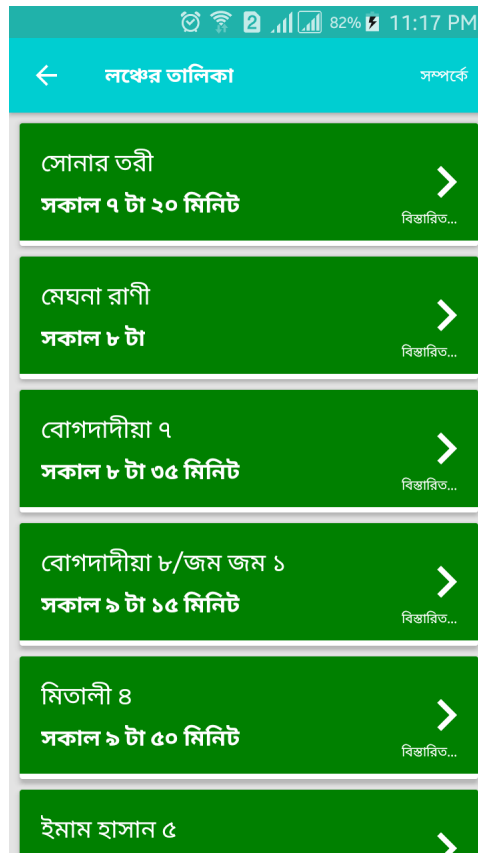 2 82% 11:17 PM
লঞ্চের তালিকা সম্পর্কে
সোনার তরী
সকাল ৭ টা ২০ মিনিট
বিস্তারিত...
মেঘনা রাণী
সকাল ৮ টা
বিস্তারিত...
বোগদাদীয়া ৭
সকাল ৮ টা ৩৫ মিনিট
বিস্তারিত...
বোগদাদীয়া ৮/জম জম ১
সকাল ৯ টা ১৫ মিনিট
বিস্তারিত...
মিতালী ৪
সকাল ৯ টা ৫০ মিনিট
বিস্তারিত...
ইমাম হাসান ৫